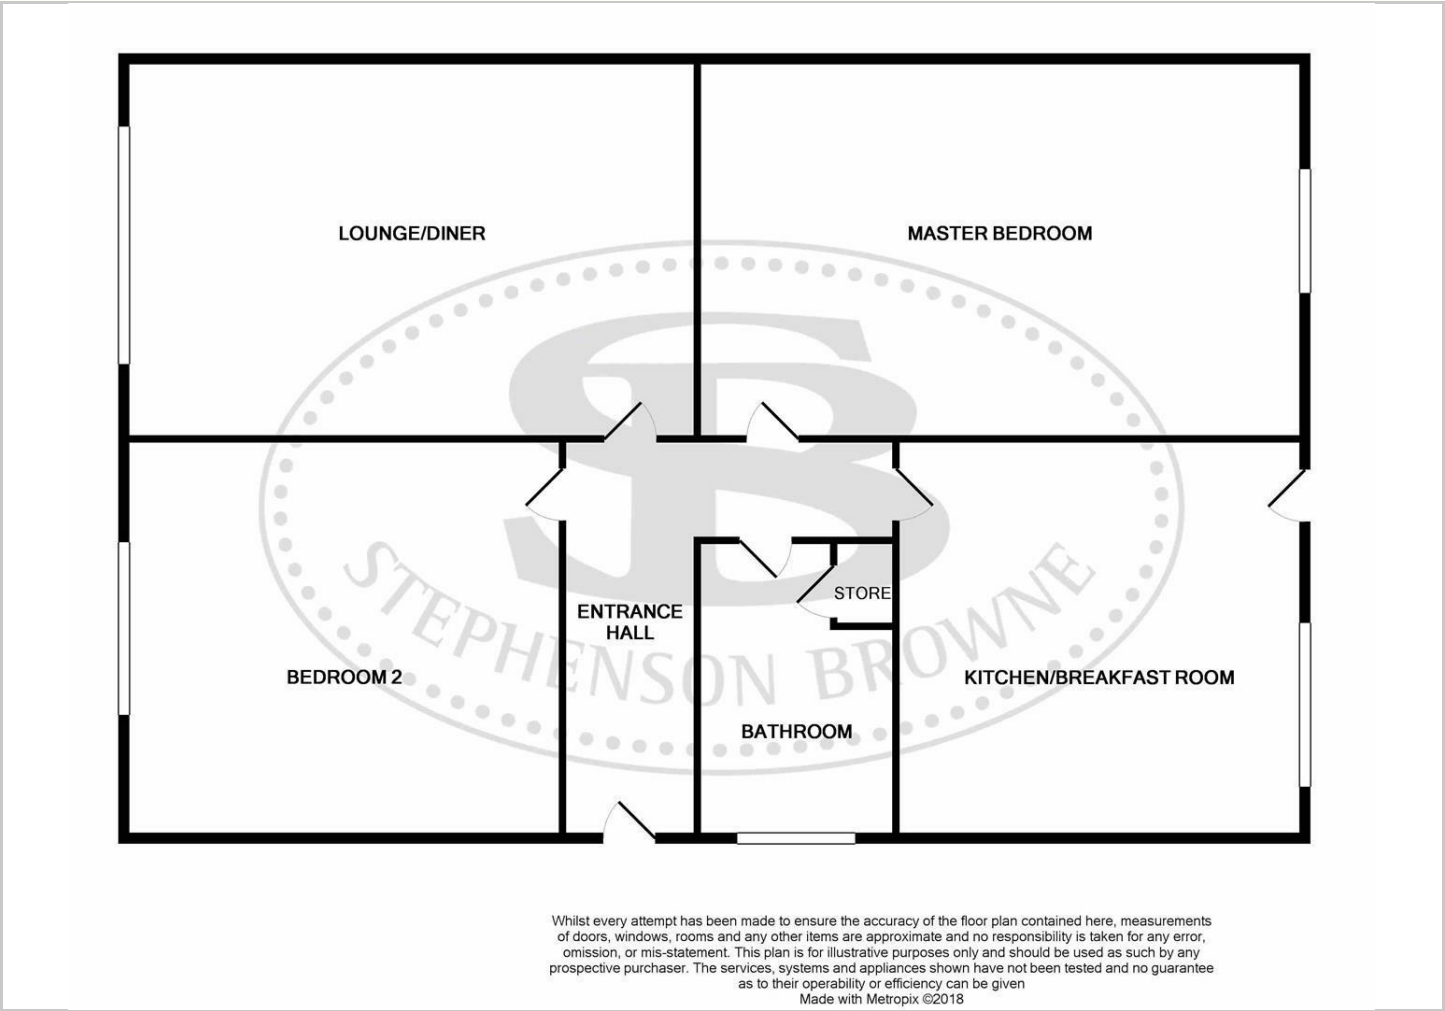 LOUNGE/DINER
MASTER BEDROOM
STORE
ENTRANCE
HALL
BEDROOM 2
KITCHEN/BREAKFAST ROOM
BATHROOM
SB
STEPHENSON BROWNE
Whilst every attempt has been made to ensure the accuracy of the floor plan contained here, measurements
of doors, windows, rooms and any other items are approximate and no responsibility is taken for any error,
omission, or mis-statement. This plan is for illustrative purposes only and should be used as such by any
prospective purchaser. The services, systems and appliances shown have not been tested and no guarantee
as to their operability or efficiency can be given
Made with Metropix ©2018